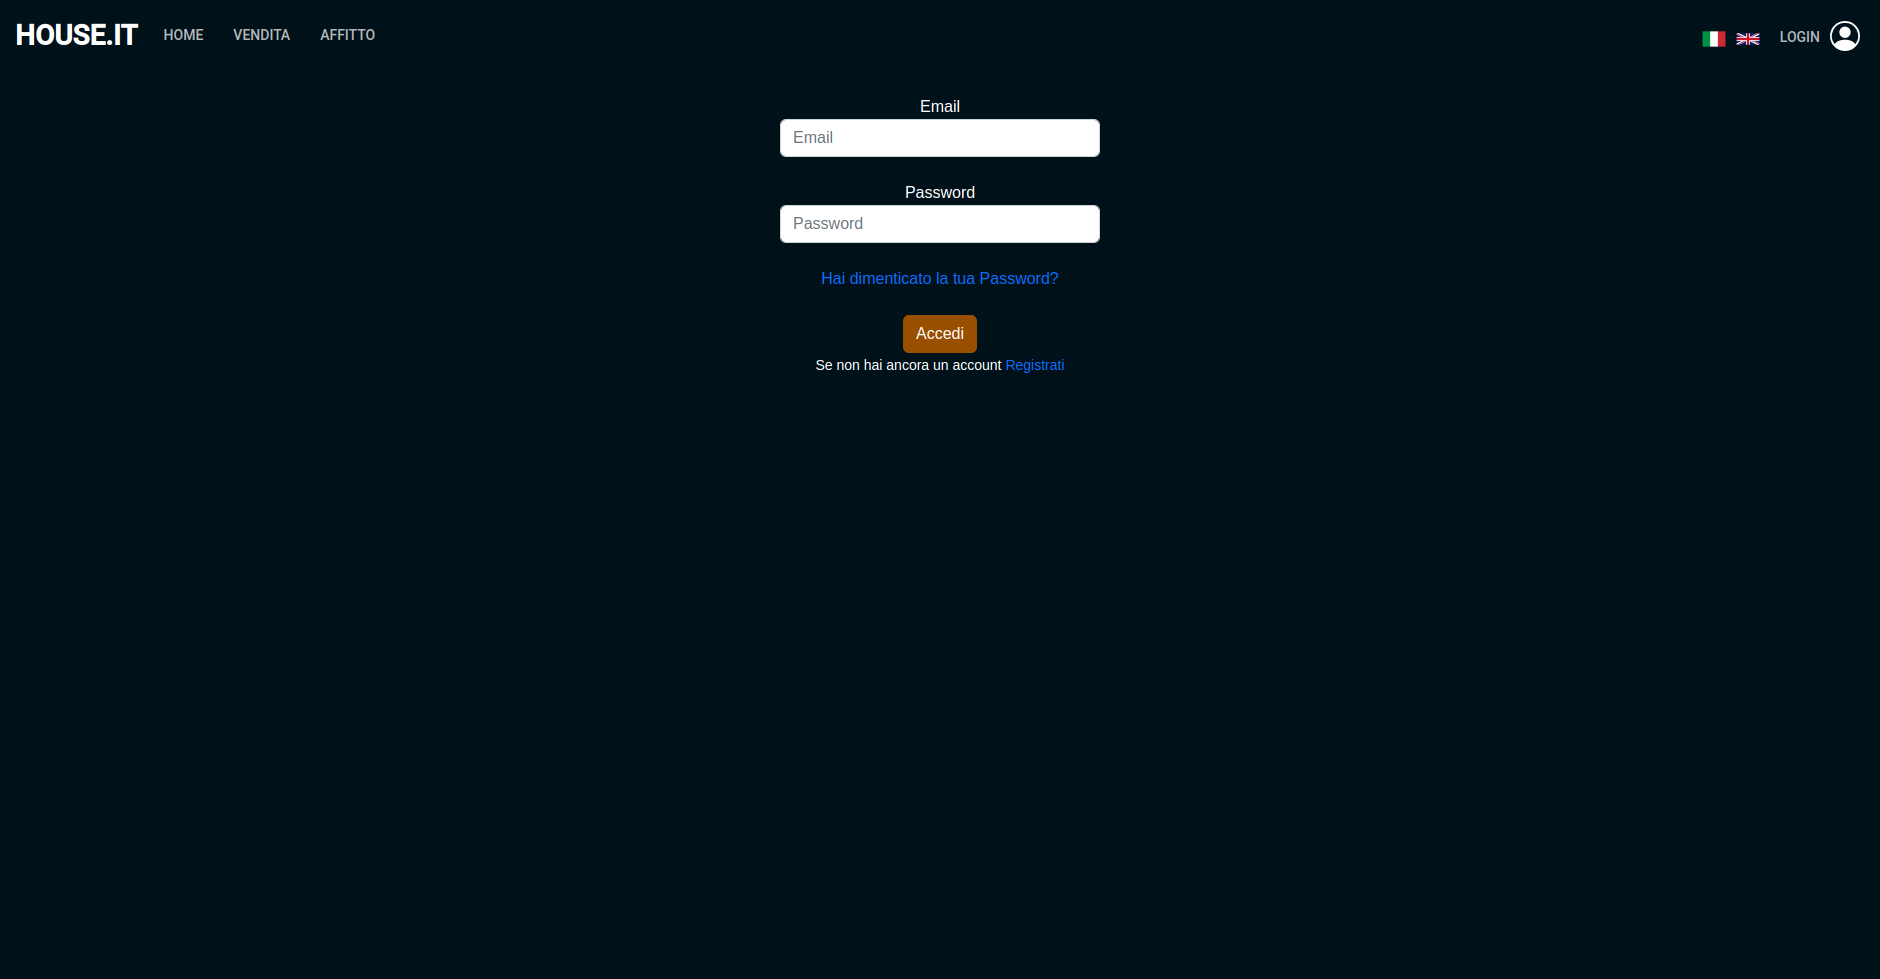 HOUSE.IT HOME VENDITA AFFITTO LOGIN
Email
Email
Password
Password
Hai dimenticato la tua Password?
Accedi
Se non hai ancora un account Registrati